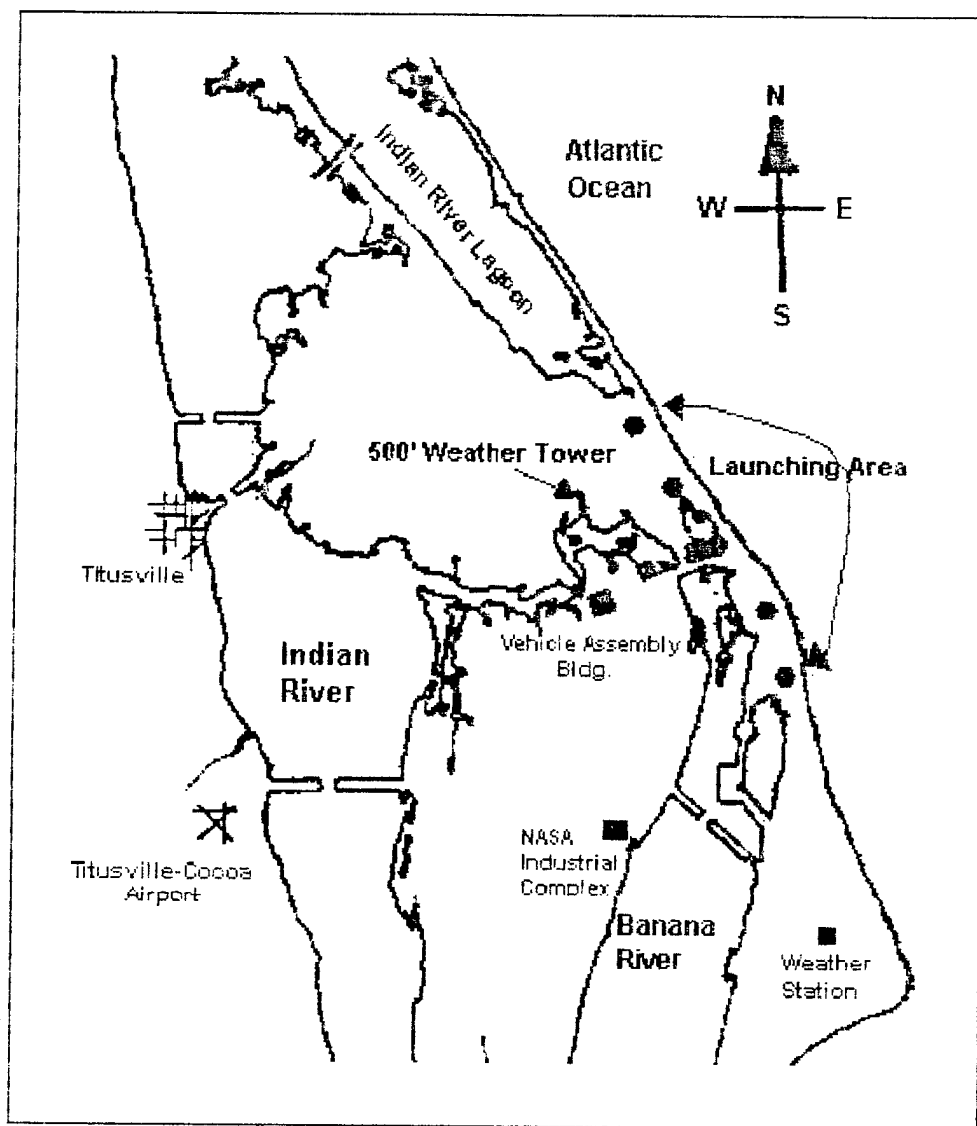 Indian River Lagoon
Atlantic
Ocean
N
W
E
S
500' Weather Tower
Launching Area
Titusville
Vehicle Assembly
Bldg.
Indian
River
Titusville-Cocoa
Airport
NASA
Industrial
Complex
Banana
River
Weather
Station